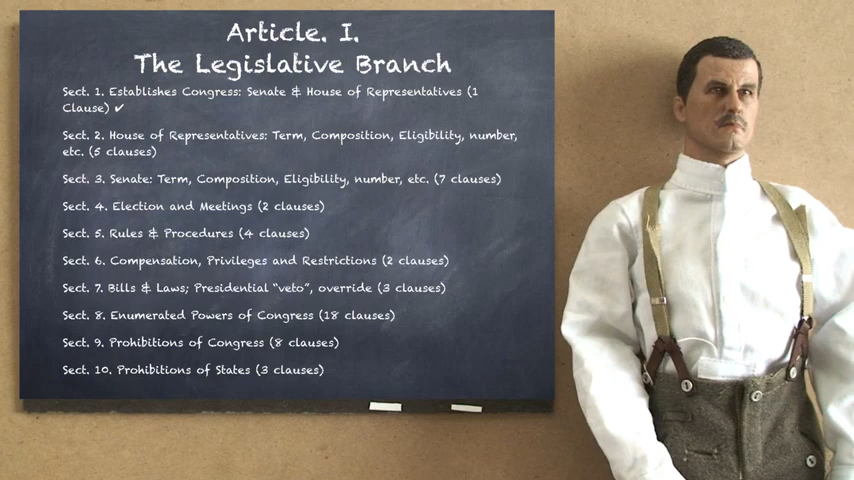 Article. I.
The Legislative Branch
Sect. 1. Establishes Congress: Senate & House of Representatives (1
Clause) ✔
Sect. 2. House of Representatives: Term, Composition, Eligibility, number,
etc. (5 clauses)
Sect. 3. Senate: Term, Composition, Eligibility, number, etc. (7 clauses)
Sect. 4. Election and Meetings (2 clauses)
Sect. 5. Rules & Procedures (4 clauses)
Sect. 6. Compensation, Privileges and Restrictions (2 clauses)
Sect. 7. Bills & Laws; Presidential “veto”, override (3 clauses)
Sect. 8. Enumerated Powers of Congress (18 clauses)
Sect. 9. Prohibitions of Congress (8 clauses)
Sect. 10. Prohibitions of States (3 clauses)